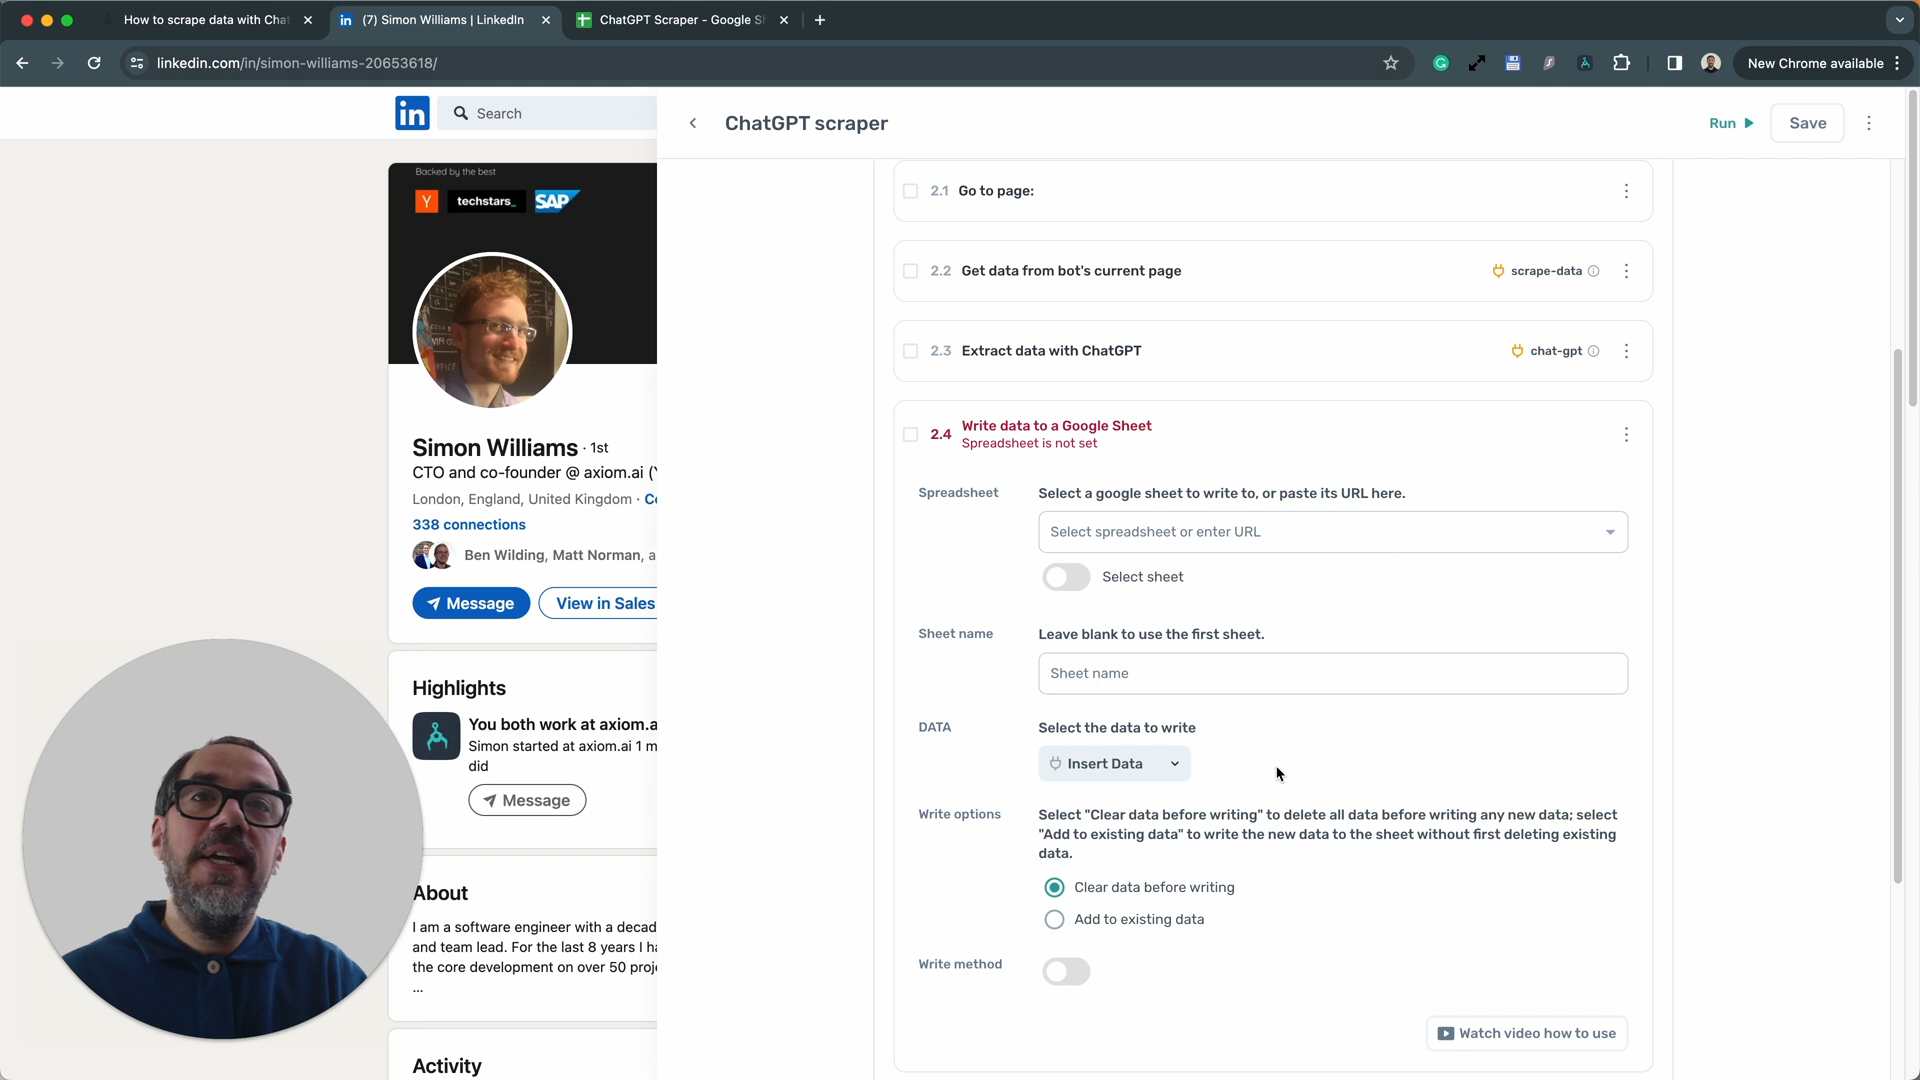 How to scrape data with Chat
(7) Simon Williams | LinkedIn
ChatGPT Scraper - Google Sh
linkedin.com/in/simon-williams-20653618/
New Chrome available
in
Search
ChatGPT scraper
Run
Save
Backed by the best
Y
techstars_
SAP
Simon Williams · 1st
CTO and co-founder @ axiom.ai (Y
London, England, United Kingdom · Co
338 connections
Ben Wilding, Matt Norman, a
Message
View in Sales
Highlights
You both work at axiom.a
Simon started at axiom.ai 1 m
did
Message
About
I am a software engineer with a decad
and team lead. For the last 8 years I ha
the core development on over 50 proje
...
Activity
2.1 Go to page:
2.2 Get data from bot's current page
scrape-data
2.3 Extract data with ChatGPT
chat-gpt
2.4 Write data to a Google Sheet
Spreadsheet is not set
Spreadsheet
Select a google sheet to write to, or paste its URL here.
Select spreadsheet or enter URL
Select sheet
Sheet name
Leave blank to use the first sheet.
Sheet name
DATA
Select the data to write
Insert Data
Write options
Select "Clear data before writing" to delete all data before writing any new data; select
"Add to existing data" to write the new data to the sheet without first deleting existing
data.
Clear data before writing
Add to existing data
Write method
Watch video how to use